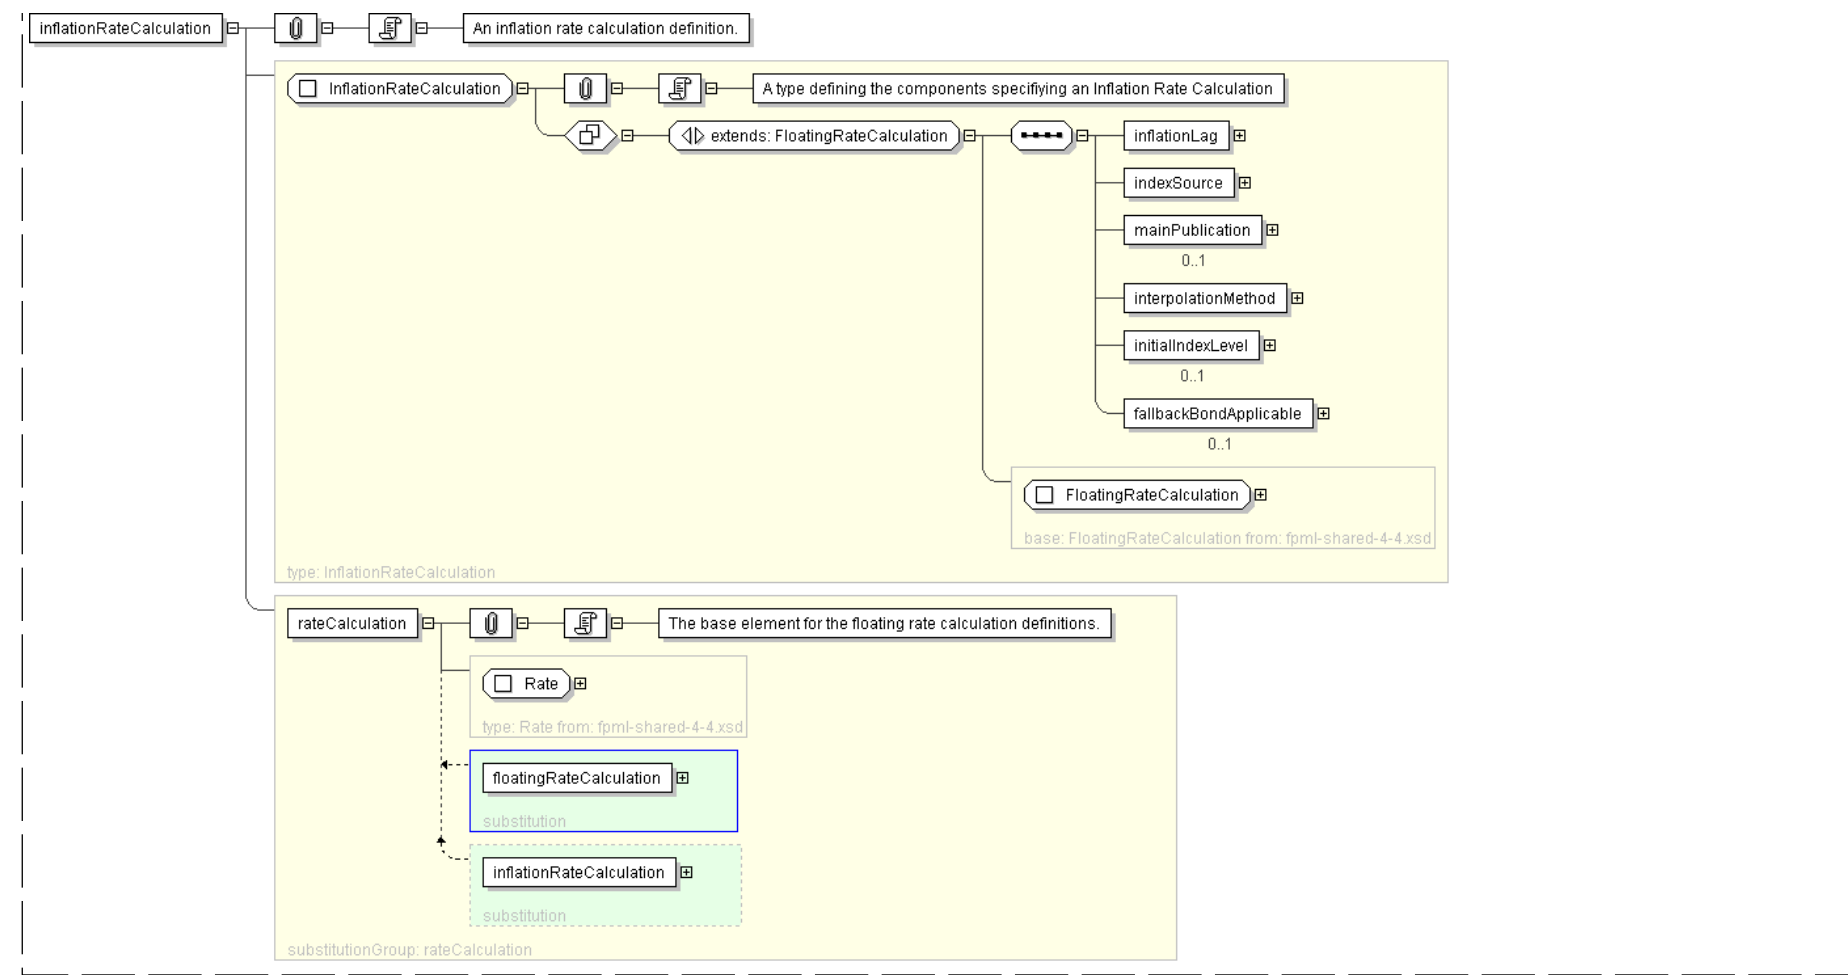 inflationRateCalculation
An inflation rate calculation definition.
InflationRateCalculation
A type defining the components specifiying an Inflation Rate Calculation
extends: FloatingRateCalculation
inflationLag
indexSource
mainPublication
0..1
interpolationMethod
initialIndexLevel
0..1
fallbackBondApplicable
0..1
FloatingRateCalculation
base: FloatingRateCalculation from: fpml-shared-4-4.xsd
type: InflationRateCalculation
rateCalculation
The base element for the floating rate calculation definitions.
Rate
type: Rate from: fpml-shared-4-4.xsd
floatingRateCalculation
substitution
inflationRateCalculation
substitution
substitutionGroup: rateCalculation